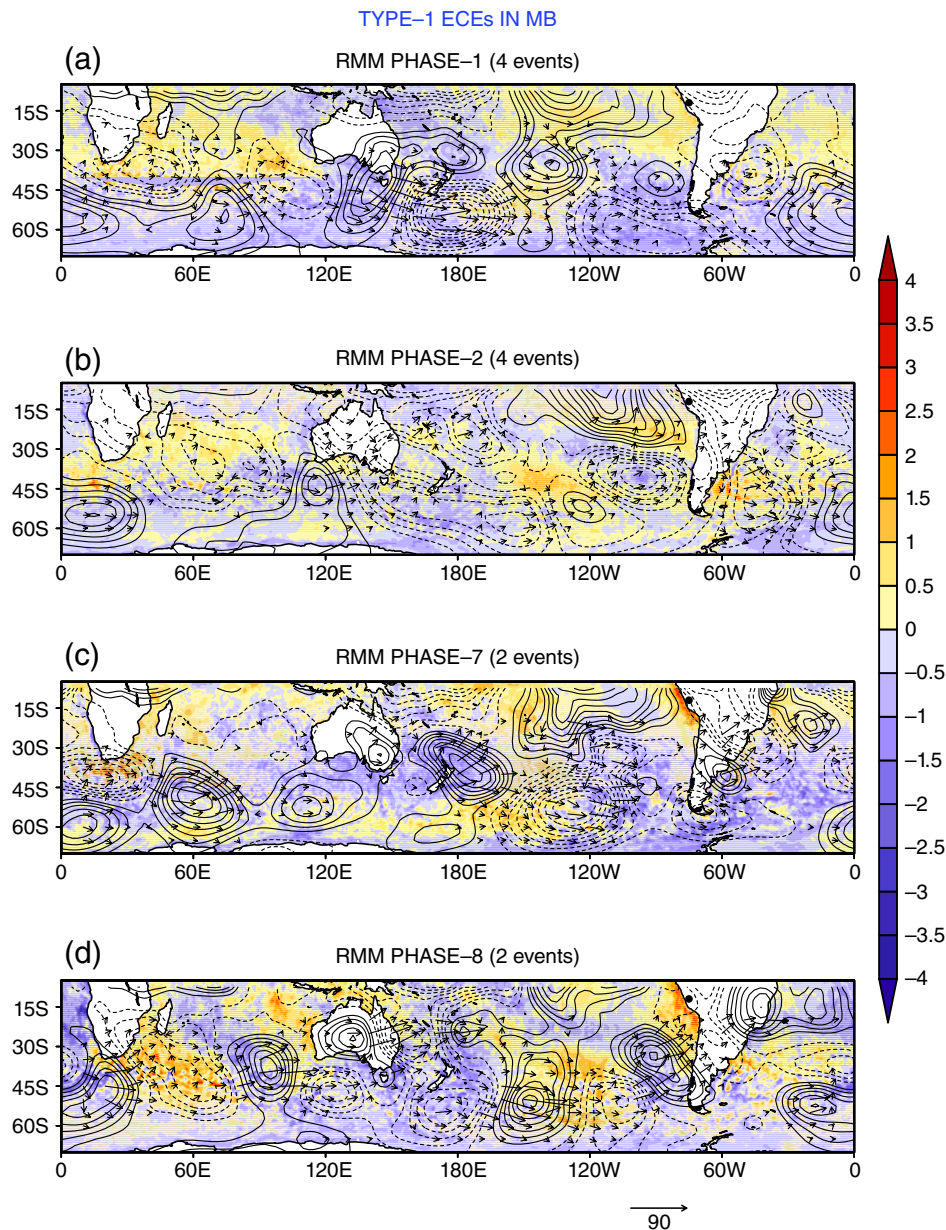 TYPE–1 ECEs IN MB
(a)
RMM PHASE–1 (4 events)
15S
30S
45S
60S
0 60E 120E 180E 120W 60W 0
(b)
RMM PHASE–2 (4 events)
15S
30S
45S
60S
0 60E 120E 180E 120W 60W 0
(c)
RMM PHASE–7 (2 events)
15S
30S
45S
60S
0 60E 120E 180E 120W 60W 0
(d)
RMM PHASE–8 (2 events)
15S
30S
45S
60S
0 60E 120E 180E 120W 60W 0
90
4
3.5
3
2.5
2
1.5
1
0.5
0
–0.5
–1
–1.5
–2
–2.5
–3
–3.5
–4